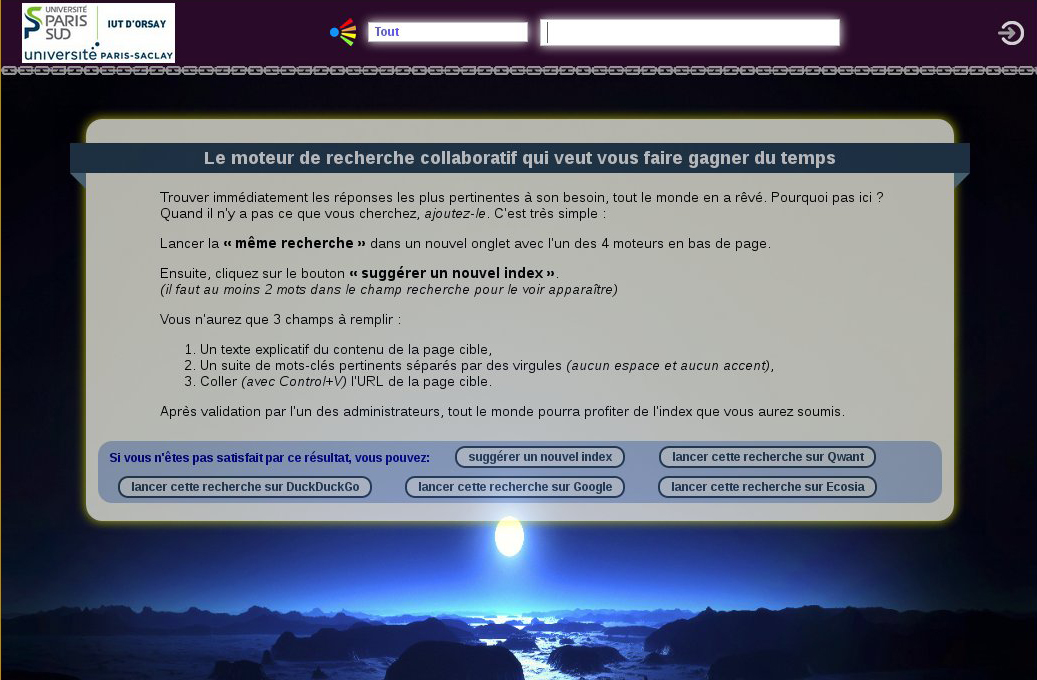 UNIVERSITÉ
PARIS
SUD
IUT D'ORSAY
université PARIS-SACLAY
Tout
Le moteur de recherche collaboratif qui veut vous faire gagner du temps
Trouver immédiatement les réponses les plus pertinentes à son besoin, tout le monde en a rêvé. Pourquoi pas ici ?
Quand il n'y a pas ce que vous cherchez, ajoutez-le. C'est très simple :
Lancer la « même recherche » dans un nouvel onglet avec l'un des 4 moteurs en bas de page.
Ensuite, cliquez sur le bouton « suggérer un nouvel index ».
(il faut au moins 2 mots dans le champ recherche pour le voir apparaître)
Vous n'aurez que 3 champs à remplir :
1. Un texte explicatif du contenu de la page cible,
2. Un suite de mots-clés pertinents séparés par des virgules (aucun espace et aucun accent),
3. Coller (avec Control+V) l'URL de la page cible.
Après validation par l'un des administrateurs, tout le monde pourra profiter de l'index que vous aurez soumis.
Si vous n'êtes pas satisfait par ce résultat, vous pouvez: suggérer un nouvel index lancer cette recherche sur Qwant
lancer cette recherche sur DuckDuckGo lancer cette recherche sur Google lancer cette recherche sur Ecosia